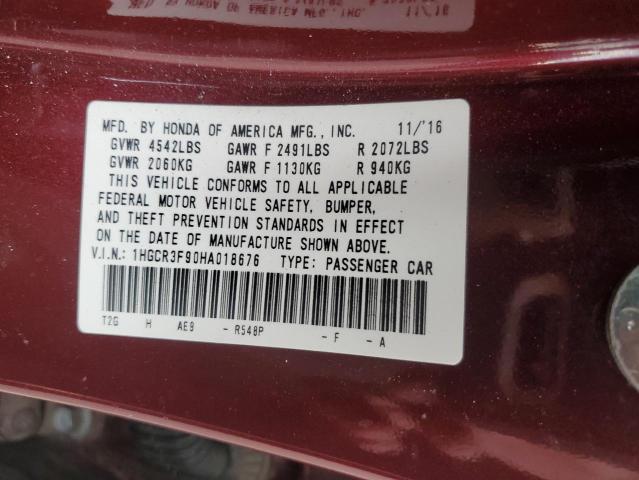 MFD. BY HONDA OF AMERICA MFG., INC. 11/'16
GVWR 4542LBS GAWR F 2491LBS R 2072LBS
GVWR 2060KG GAWR F 1130KG R 940KG
THIS VEHICLE CONFORMS TO ALL APPLICABLE
FEDERAL MOTOR VEHICLE SAFETY, BUMPER,
AND THEFT PREVENTION STANDARDS IN EFFECT
ON THE DATE OF MANUFACTURE SHOWN ABOVE.
V.I.N.: 1HGCR3F90HA018676 TYPE: PASSENGER CAR
T2G H AE9 - R548P - F - A